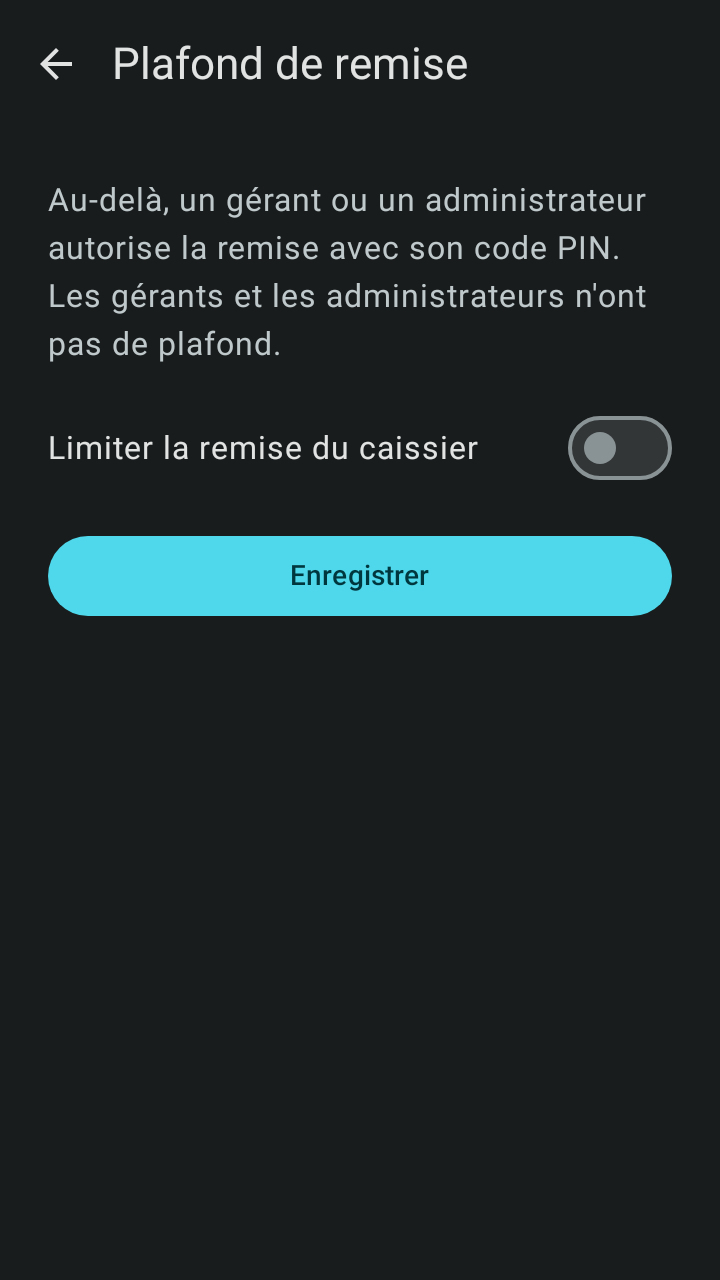 Plafond de remise
Au-delà, un gérant ou un administrateur
autorise la remise avec son code PIN.
Les gérants et les administrateurs n'ont
pas de plafond.
Limiter la remise du caissier
Enregistrer